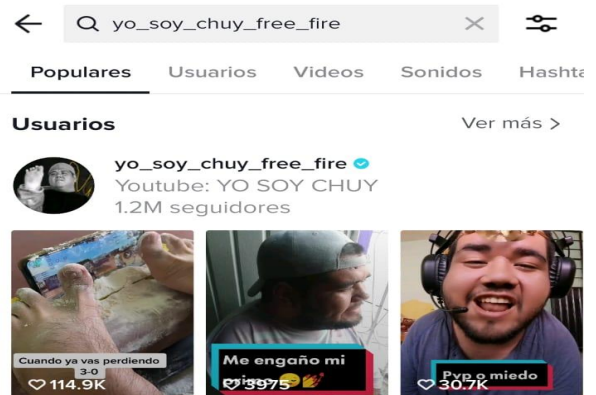 yo_soy_chuy_free_fire
Populares Usuarios Videos Sonidos Hashta
Usuarios Ver más >
yo_soy_chuy_free_fire
Youtube: YO SOY CHUY
1.2M seguidores
Cuando ya vas perdiendo
3-0
114.9K
Me engaño mi
primo
3975
Pvp o miedo
30.7K